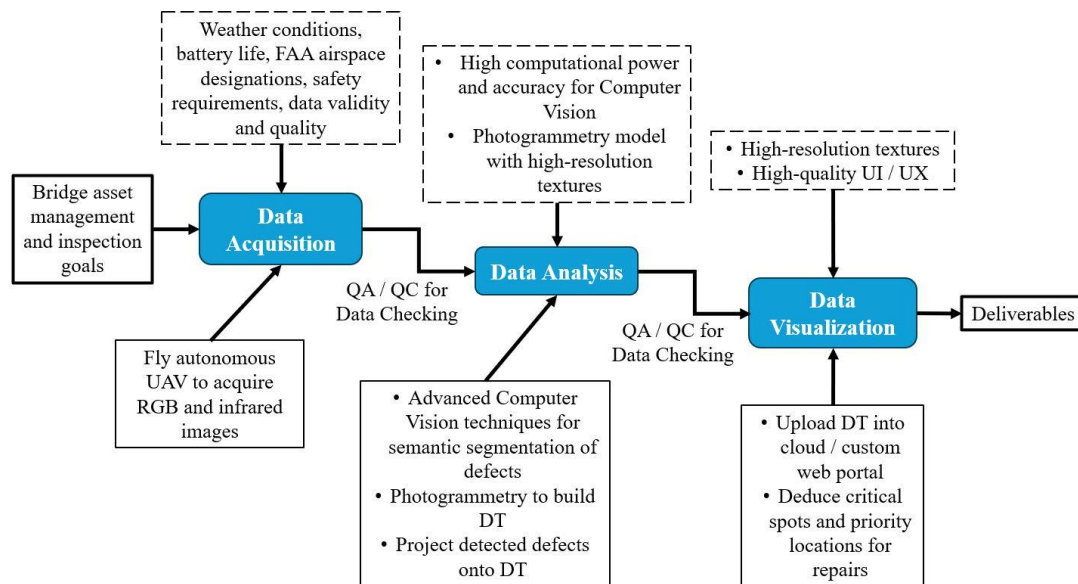 Weather conditions,
battery life, FAA airspace
designations, safety
requirements, data validity
and quality
• High computational power
and accuracy for Computer
Vision
• Photogrammetry model
with high-resolution
textures
• High-resolution textures
• High-quality UI / UX
Bridge asset
management
and inspection
goals
Data
Acquisition
QA / QC for
Data Checking
Data Analysis
QA / QC for
Data Checking
Data
Visualization
Deliverables
Fly autonomous
UAV to acquire
RGB and infrared
images
• Advanced Computer
Vision techniques for
semantic segmentation of
defects
• Photogrammetry to build
DT
• Project detected defects
onto DT
• Upload DT into
cloud / custom
web portal
• Deduce critical
spots and priority
locations for
repairs